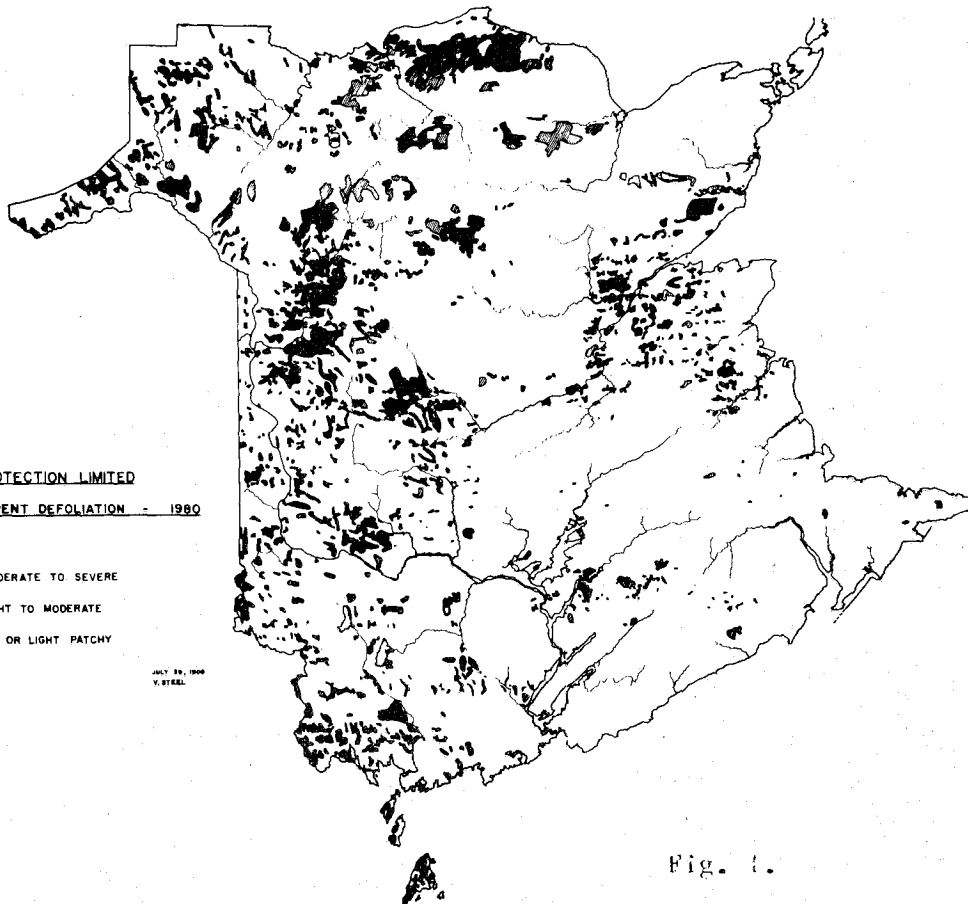 OTECTION LIMITED
ENT DEFOLIATION - 1980
DERATE TO SEVERE
HT TO MODERATE
OR LIGHT PATCHY
V. STEEL
Fig. 1.